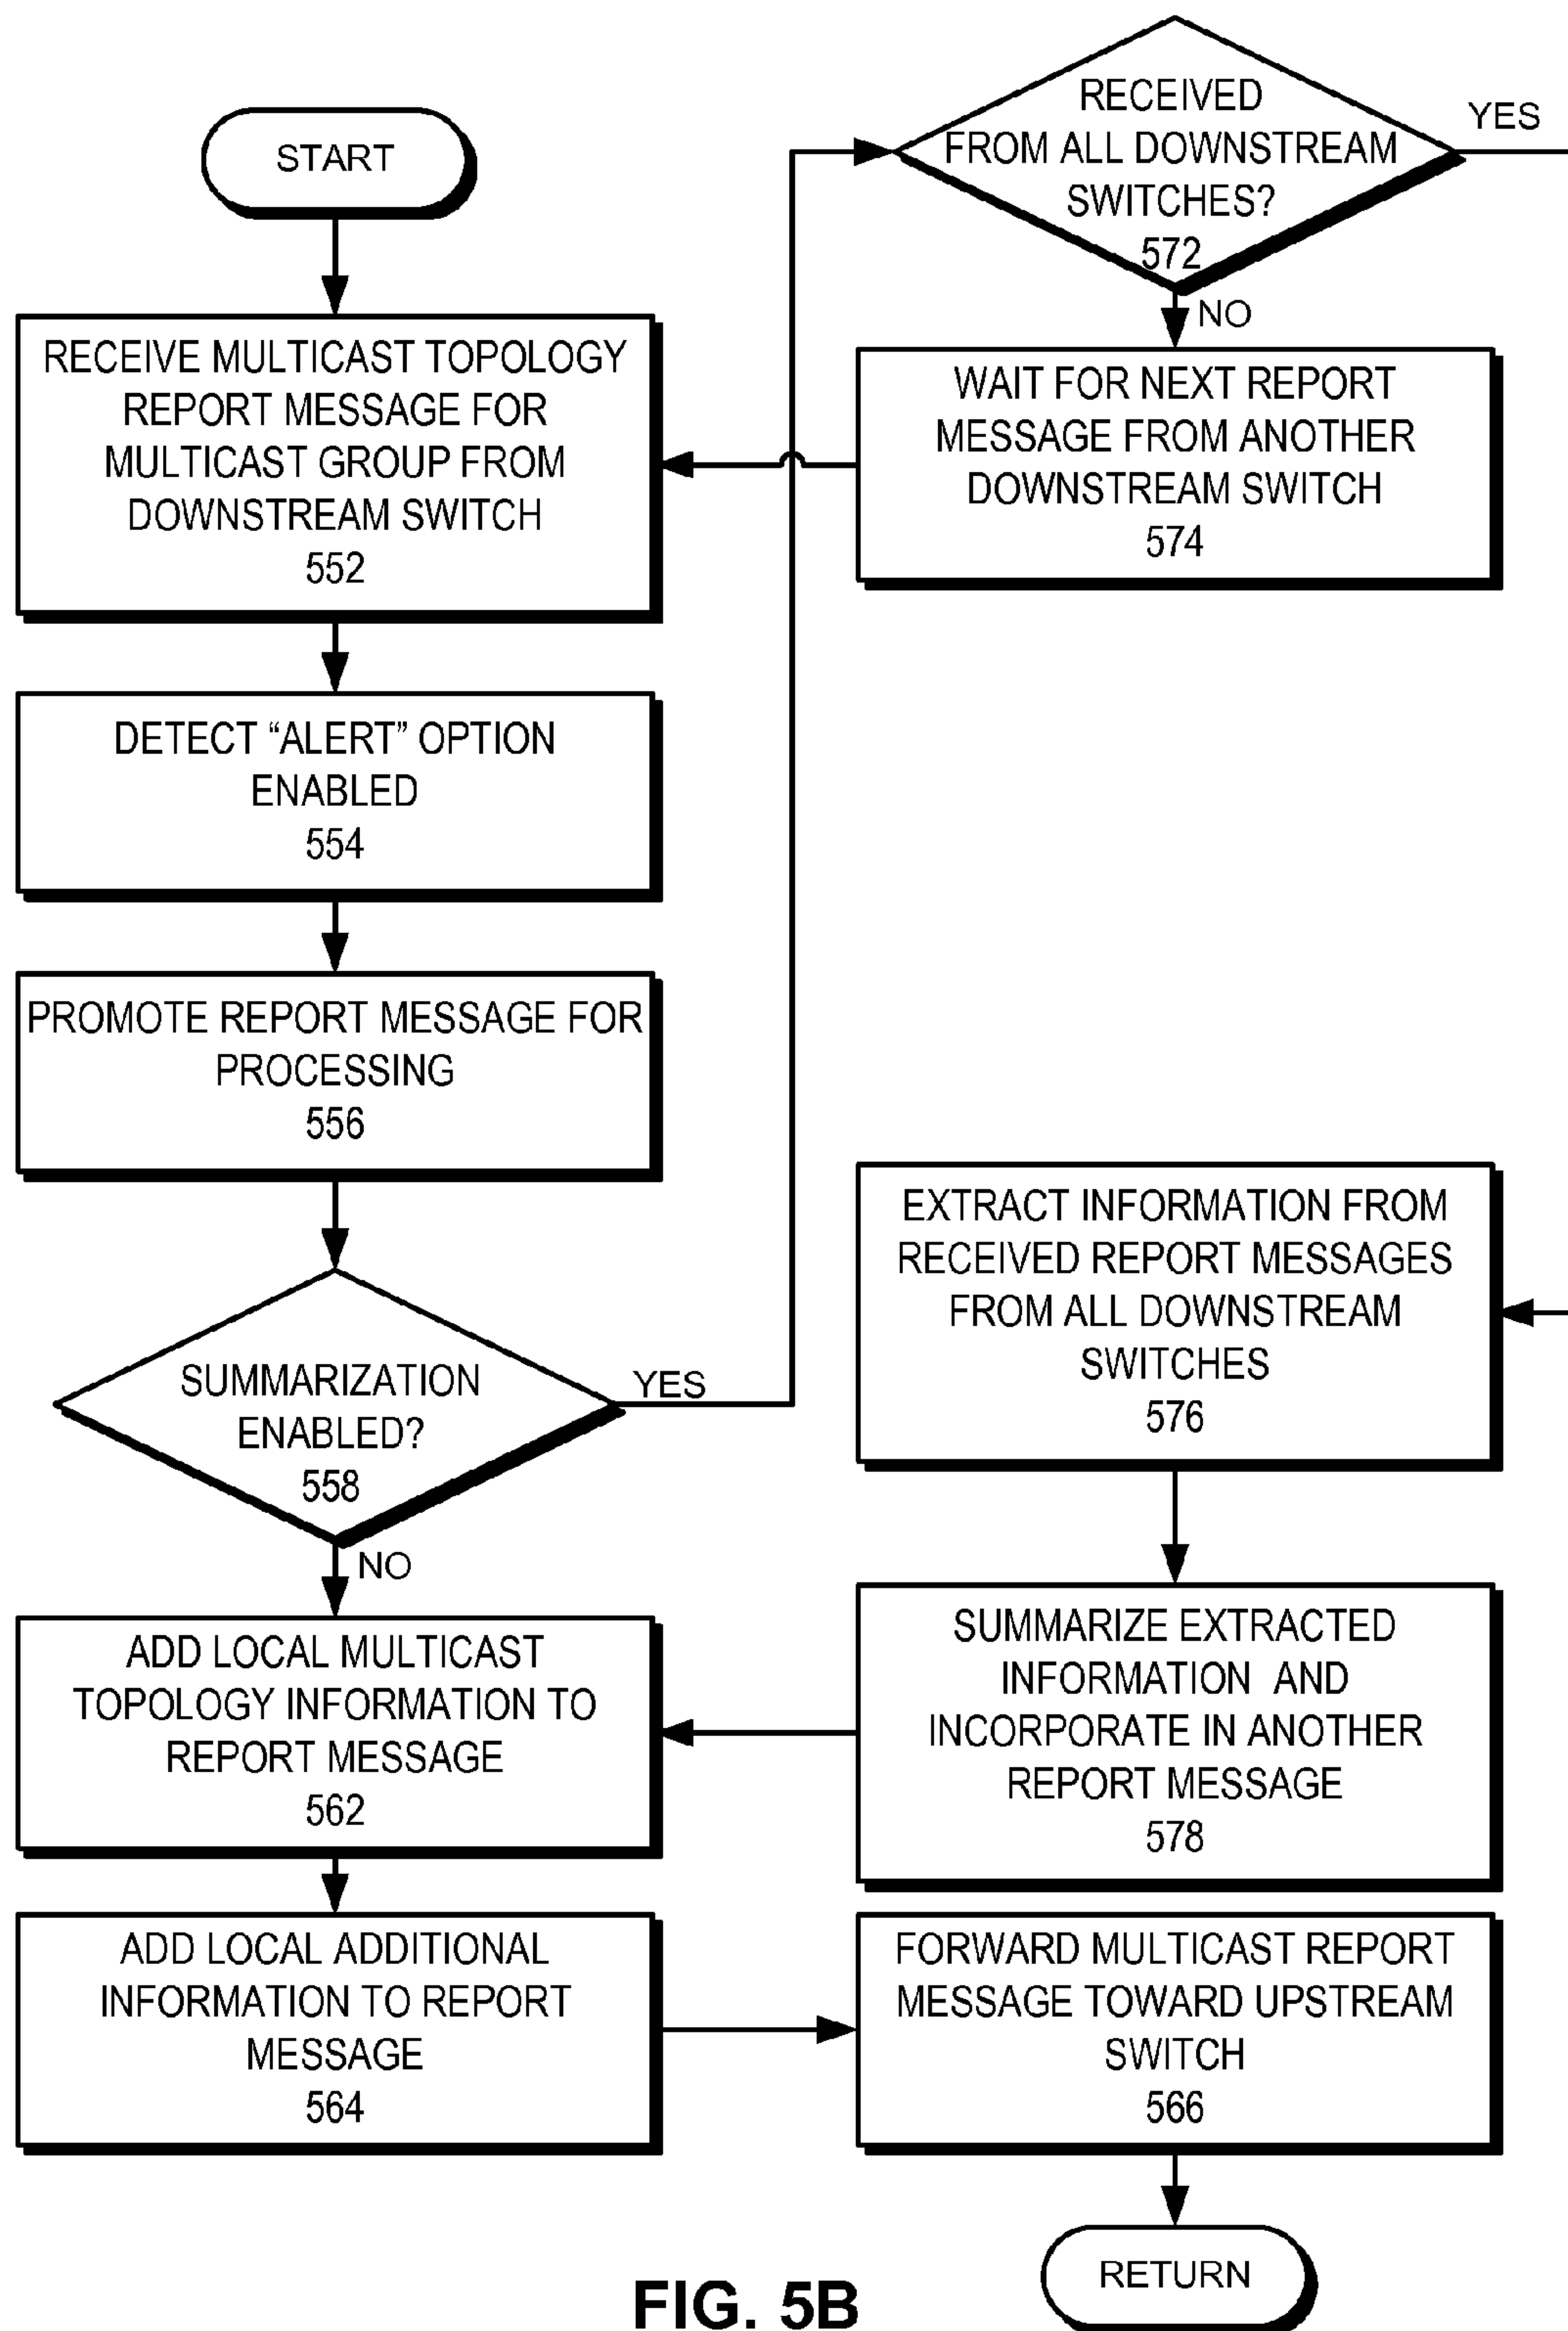 START
RECEIVE MULTICAST TOPOLOGY
REPORT MESSAGE FOR
MULTICAST GROUP FROM
DOWNSTREAM SWITCH
552
DETECT “ALERT” OPTION
ENABLED
554
PROMOTE REPORT MESSAGE FOR
PROCESSING
556
SUMMARIZATION
ENABLED?
558
YES
NO
ADD LOCAL MULTICAST
TOPOLOGY INFORMATION TO
REPORT MESSAGE
562
ADD LOCAL ADDITIONAL
INFORMATION TO REPORT
MESSAGE
564
RECEIVED
FROM ALL DOWNSTREAM
SWITCHES?
572
YES
NO
WAIT FOR NEXT REPORT
MESSAGE FROM ANOTHER
DOWNSTREAM SWITCH
574
EXTRACT INFORMATION FROM
RECEIVED REPORT MESSAGES
FROM ALL DOWNSTREAM
SWITCHES
576
SUMMARIZE EXTRACTED
INFORMATION AND
INCORPORATE IN ANOTHER
REPORT MESSAGE
578
FORWARD MULTICAST REPORT
MESSAGE TOWARD UPSTREAM
SWITCH
566
RETURN
FIG. 5B